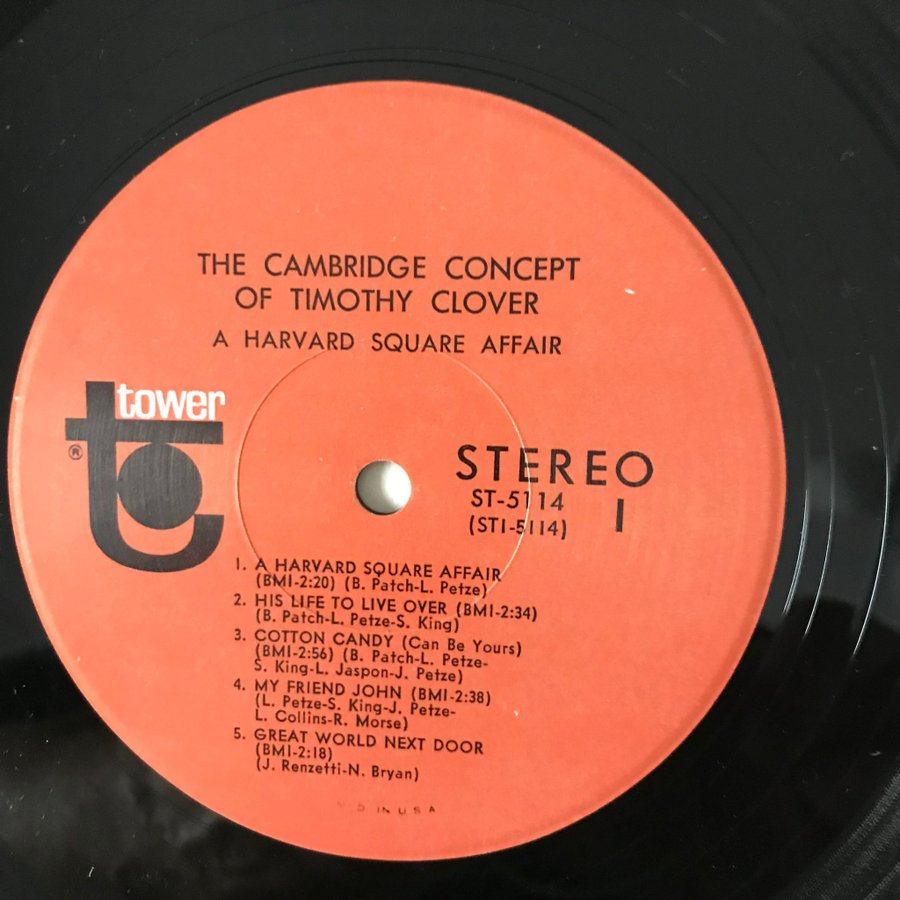 THE CAMBRIDGE CONCEPT
OF TIMOTHY CLOVER
A HARVARD SQUARE AFFAIR
tower
®
STEREO
ST-5114
(ST1-5114)
1
1. A HARVARD SQUARE AFFAIR
(BMI-2:20) (B. Patch-L. Petze)
2. HIS LIFE TO LIVE OVER (BMI-2:34)
(B. Patch-L. Petze-S. King)
3. COTTON CANDY (Can Be Yours)
(BMI-2:56) (B. Patch-L. Petze-
S. King-L. Jaspon-J. Petze)
4. MY FRIEND JOHN (BMI-2:38)
(L. Petze-S. King-J. Petze-
L. Collins-R. Morse)
5. GREAT WORLD NEXT DOOR
(BMI-2:18)
(J. Renzetti-N. Bryan)
IN U S A